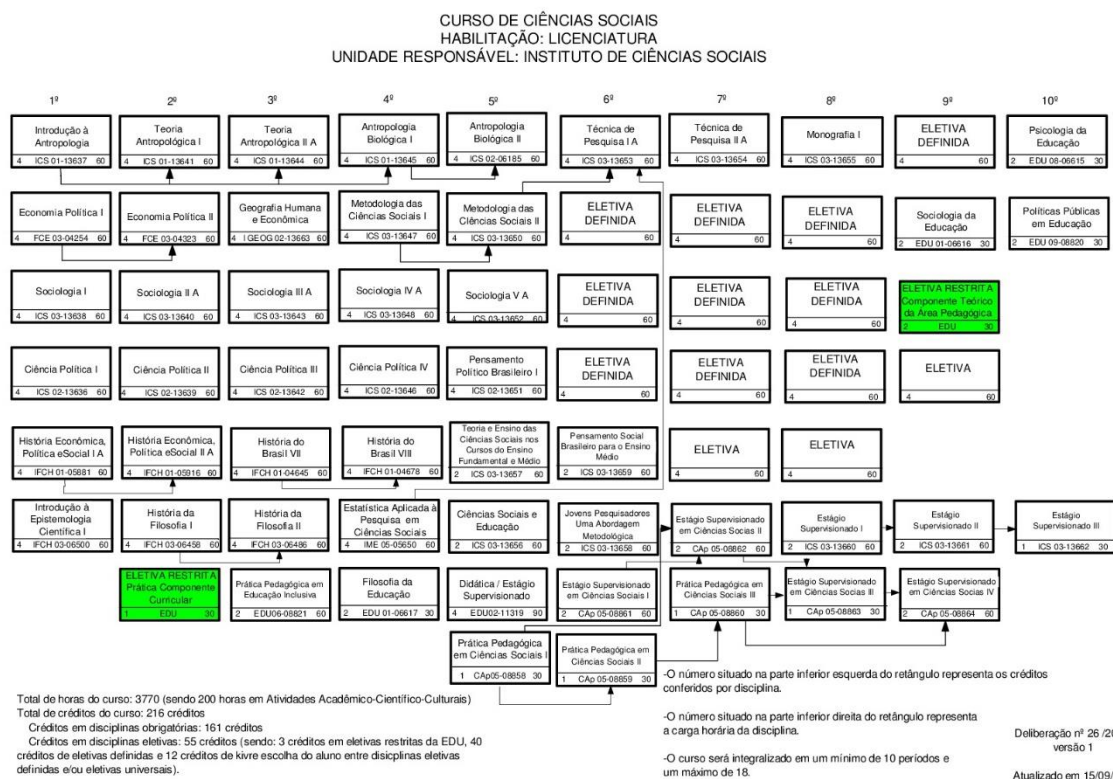 CURSO DE CIÊNCIAS SOCIAIS
HABILITAÇÃO: LICENCIATURA
UNIDADE RESPONSÁVEL: INSTITUTO DE CIÊNCIAS SOCIAIS
1º 2º 3º 4º 5º 6º 7º 8º 9º 10º
Introdução à
Antropologia
4 ICS 01-13637 60
Teoria
Antropológica I
4 ICS 01-13641 60
Teoria
Antropológica II A
4 ICS 01-13644 60
Antropologia
Biológica I
4 ICS 01-13645 60
Antropologia
Biológica II
4 ICS 02-06185 60
Técnica de
Pesquisa I A
4 ICS 03-13653 60
Técnica de
Pesquisa II A
4 ICS 03-13654 60
Monografia I
4 ICS 03-13655 60
ELETIVA
DEFINIDA
4 60
Psicologia da
Educação
2 EDU 08-06615 30
Economia Política I
4 FCE 03-04254 60
Economia Política II
4 FCE 03-04323 60
Geografia Humana
e Econômica
4 I GEOG 02-13663 60
Metodologia das
Ciências Sociais I
4 ICS 03-13647 60
Metodologia das
Ciências Sociais II
4 ICS 03-13650 60
ELETIVA
DEFINIDA
4 60
ELETIVA
DEFINIDA
4 60
ELETIVA
DEFINIDA
4 60
Sociologia da
Educação
2 EDU 01-06616 30
Políticas Públicas
em Educação
2 EDU 09-08820 30
Sociologia I
4 ICS 03-13638 60
Sociologia II A
4 ICS 03-13640 60
Sociologia III A
4 ICS 03-13643 60
Sociologia IV A
4 ICS 03-13648 60
Sociologia V A
4 ICS 03-13652 60
ELETIVA
DEFINIDA
4 60
ELETIVA
DEFINIDA
4 60
ELETIVA
DEFINIDA
4 60
ELETIVA RESTRITA
Componente Teórico
da Área Pedagógica
2 EDU 30
Ciência Política I
4 ICS 02-13636 60
Ciência Política II
4 ICS 02-13639 60
Ciência Política III
4 ICS 02-13642 60
Ciência Política IV
4 ICS 02-13646 60
Pensamento
Político Brasileiro I
4 ICS 02-13651 60
ELETIVA
DEFINIDA
4 60
ELETIVA
DEFINIDA
4 60
ELETIVA
DEFINIDA
4 60
ELETIVA
4 60
História Econômica,
Política eSocial I A
4 IFCH 01-05881 60
História Econômica,
Política eSocial II A
4 IFCH 01-05916 60
História do
Brasil VII
4 IFCH 01-04645 60
História do
Brasil VIII
4 IFCH 01-04678 60
Teoria e Ensino das
Ciências Sociais nos
Cursos do Ensino
Fundamental e Médio
2 ICS 03-13657 60
Pensamento Social
Brasileiro para o Ensino
Médio
2 ICS 03-13659 60
ELETIVA
4 60
ELETIVA
4 60
Introdução à
Epistemologia
Científica I
4 IFCH 03-06500 60
História da
Filosofia I
4 IFCH 03-06458 60
História da
Filosofia II
4 IFCH 03-06486 60
Estatística Aplicada à
Pesquisa em
Ciências Sociais
4 IME 05-05650 60
Ciências Sociais e
Educação
2 ICS 03-13656 60
Jovens Pesquisadores
Uma Abordagem
Metodológica
2 ICS 03-13658 60
Estágio Supervisionado
em Ciências Sociais II
2 CAp 05-08862 60
Estágio
Supervisionado I
2 ICS 03-13660 60
Estágio
Supervisionado II
2 ICS 03-13661 60
Estágio
Supervisionado III
1 ICS 03-13662 30
ELETIVA RESTRITA
Prática Componente
Curricular
1 EDU 30
Prática Pedagógica em
Educação Inclusiva
2 EDU06-08821 60
Filosofia da
Educação
2 EDU 01-06617 30
Didática / Estágio
Supervisionado
4 EDU02-11319 90
Estágio Supervisionado
em Ciências Sociais I
2 CAp 05-08861 60
Prática Pedagógica em
Ciências Sociais III
1 CAp 05-08860 30
Estágio Supervisionado
em Ciências Sociais III
1 CAp 05-08863 30
Estágio Supervisionado
em Ciências Sociais IV
2 CAp 05-08864 60
Prática Pedagógica
em Ciências Sociais I
1 CAp05-08858 30
Prática Pedagógica em
Ciências Sociais II
1 CAp 05-08859 30
Total de horas do curso: 3770 (sendo 200 horas em Atividades Acadêmico-Científico-Culturais)
Total de créditos do curso: 216 créditos
Créditos em disciplinas obrigatórias: 161 créditos
Créditos em disciplinas eletivas: 55 créditos (sendo: 3 créditos em eletivas restritas da EDU, 40
créditos de eletivas definidas e 12 créditos de kivre escolha do aluno entre disicplinas eletivas
definidas e/ou eletivas universais).
-O número situado na parte inferior esquerda do retângulo representa os créditos
conferidos por disciplina.
-O número situado na parte inferior direita do retângulo representa
a carga horária da disciplina.
-O curso será integralizado em um mínimo de 10 períodos e
um máximo de 18.
Deliberação nº 26 /20
versão 1
Atualizado em 15/09/